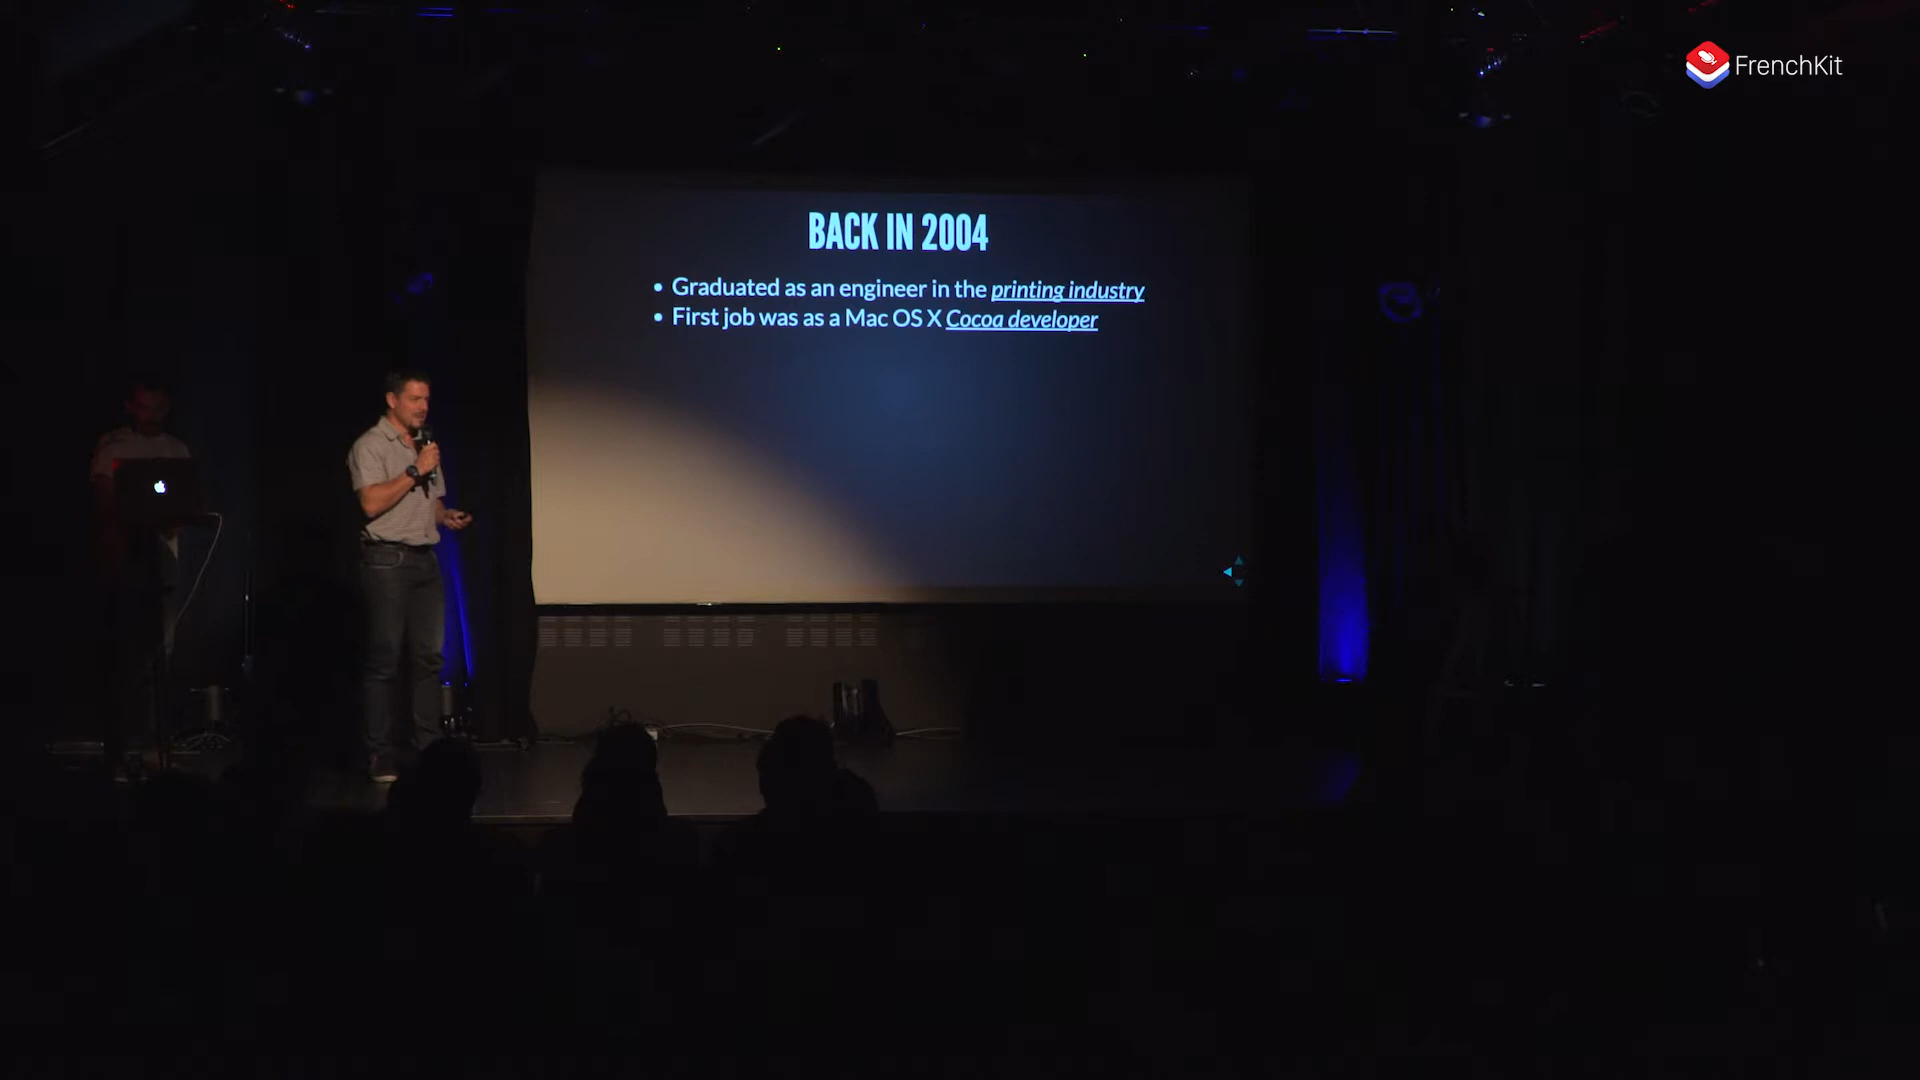 FrenchKit
BACK IN 2004
• Graduated as an engineer in the printing industry
• First job was as a Mac OS X Cocoa developer